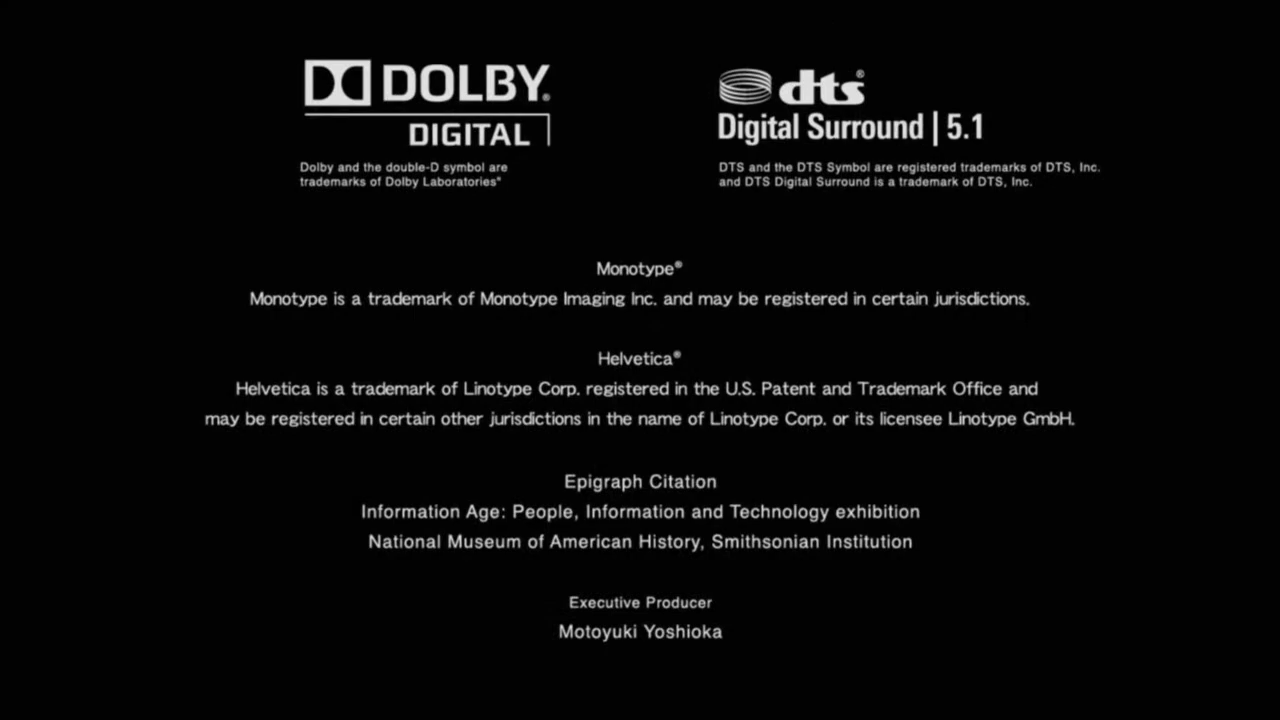 DOLBY®
DIGITAL
Dolby and the double-D symbol are
trademarks of Dolby Laboratories"
dts®
Digital Surround | 5.1
DTS and the DTS Symbol are registered trademarks of DTS, Inc.
and DTS Digital Surround is a trademark of DTS, Inc.
Monotype®
Monotype is a trademark of Monotype Imaging Inc. and may be registered in certain jurisdictions.
Helvetica®
Helvetica is a trademark of Linotype Corp. registered in the U.S. Patent and Trademark Office and
may be registered in certain other jurisdictions in the name of Linotype Corp. or its licensee Linotype GmbH.
Epigraph Citation
Information Age: People, Information and Technology exhibition
National Museum of American History, Smithsonian Institution
Executive Producer
Motoyuki Yoshioka